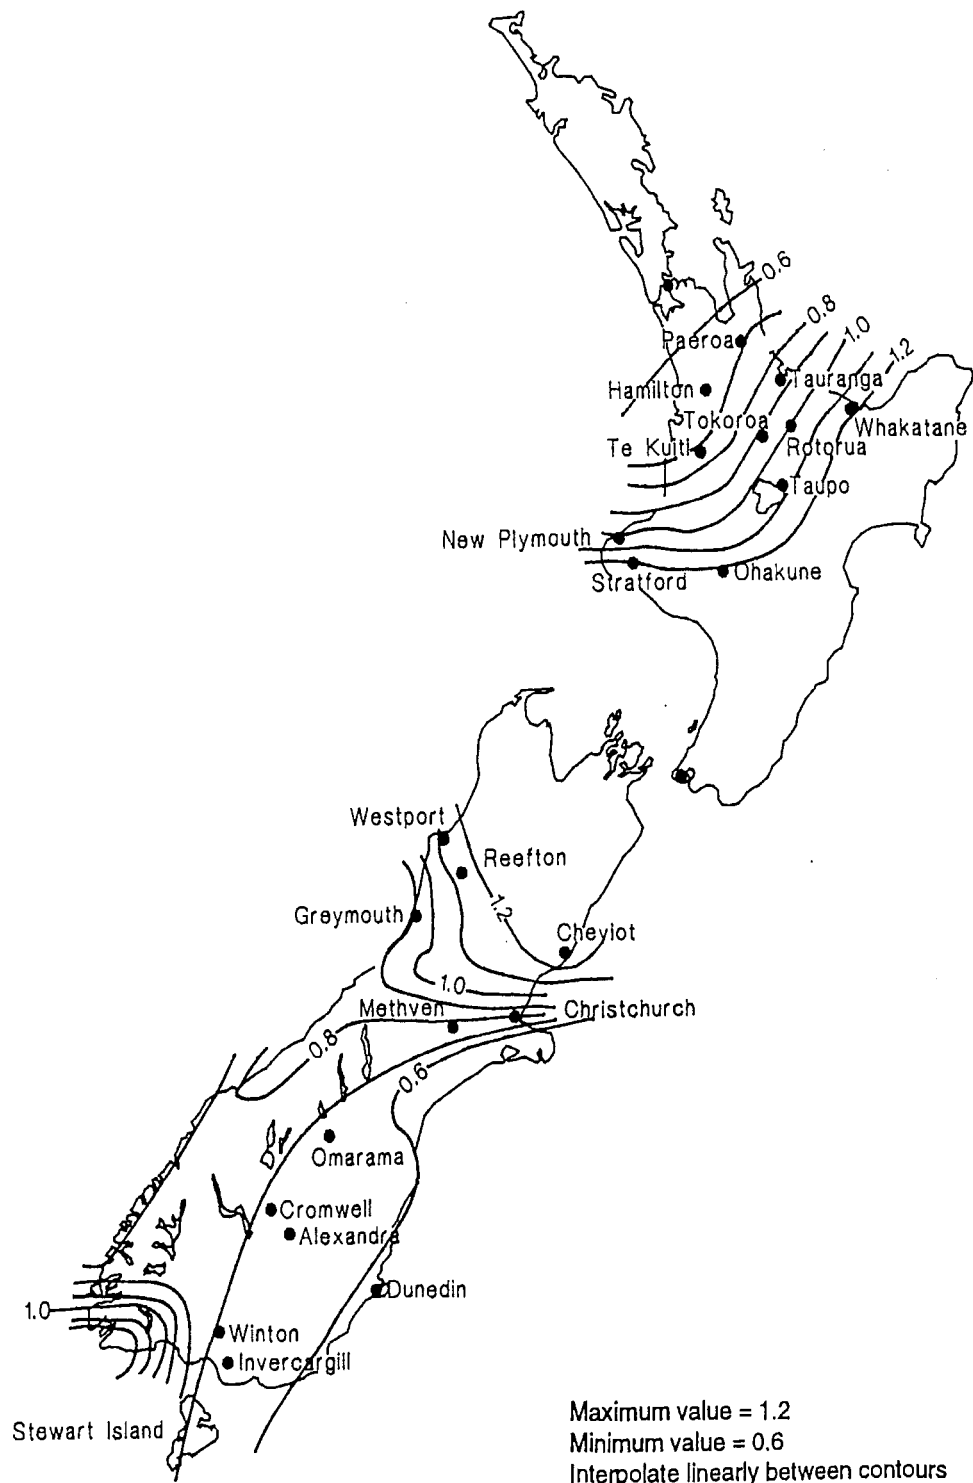 0.6
0.8
1.0
1.2
Paeroa
Hamilton
Tauranga
Tokoroa
Whakatane
Te Kuiti
Rotorua
Taupo
New Plymouth
Stratford
Ohakune
Westport
Reefton
1.2
Greymouth
Cheviot
1.0
Methven
Christchurch
0.8
0.6
Omarama
Cromwell
Alexandra
Dunedin
1.0
Winton
Invercargill
Stewart Island
Maximum value = 1.2
Minimum value = 0.6
Interpolate linearly between contours